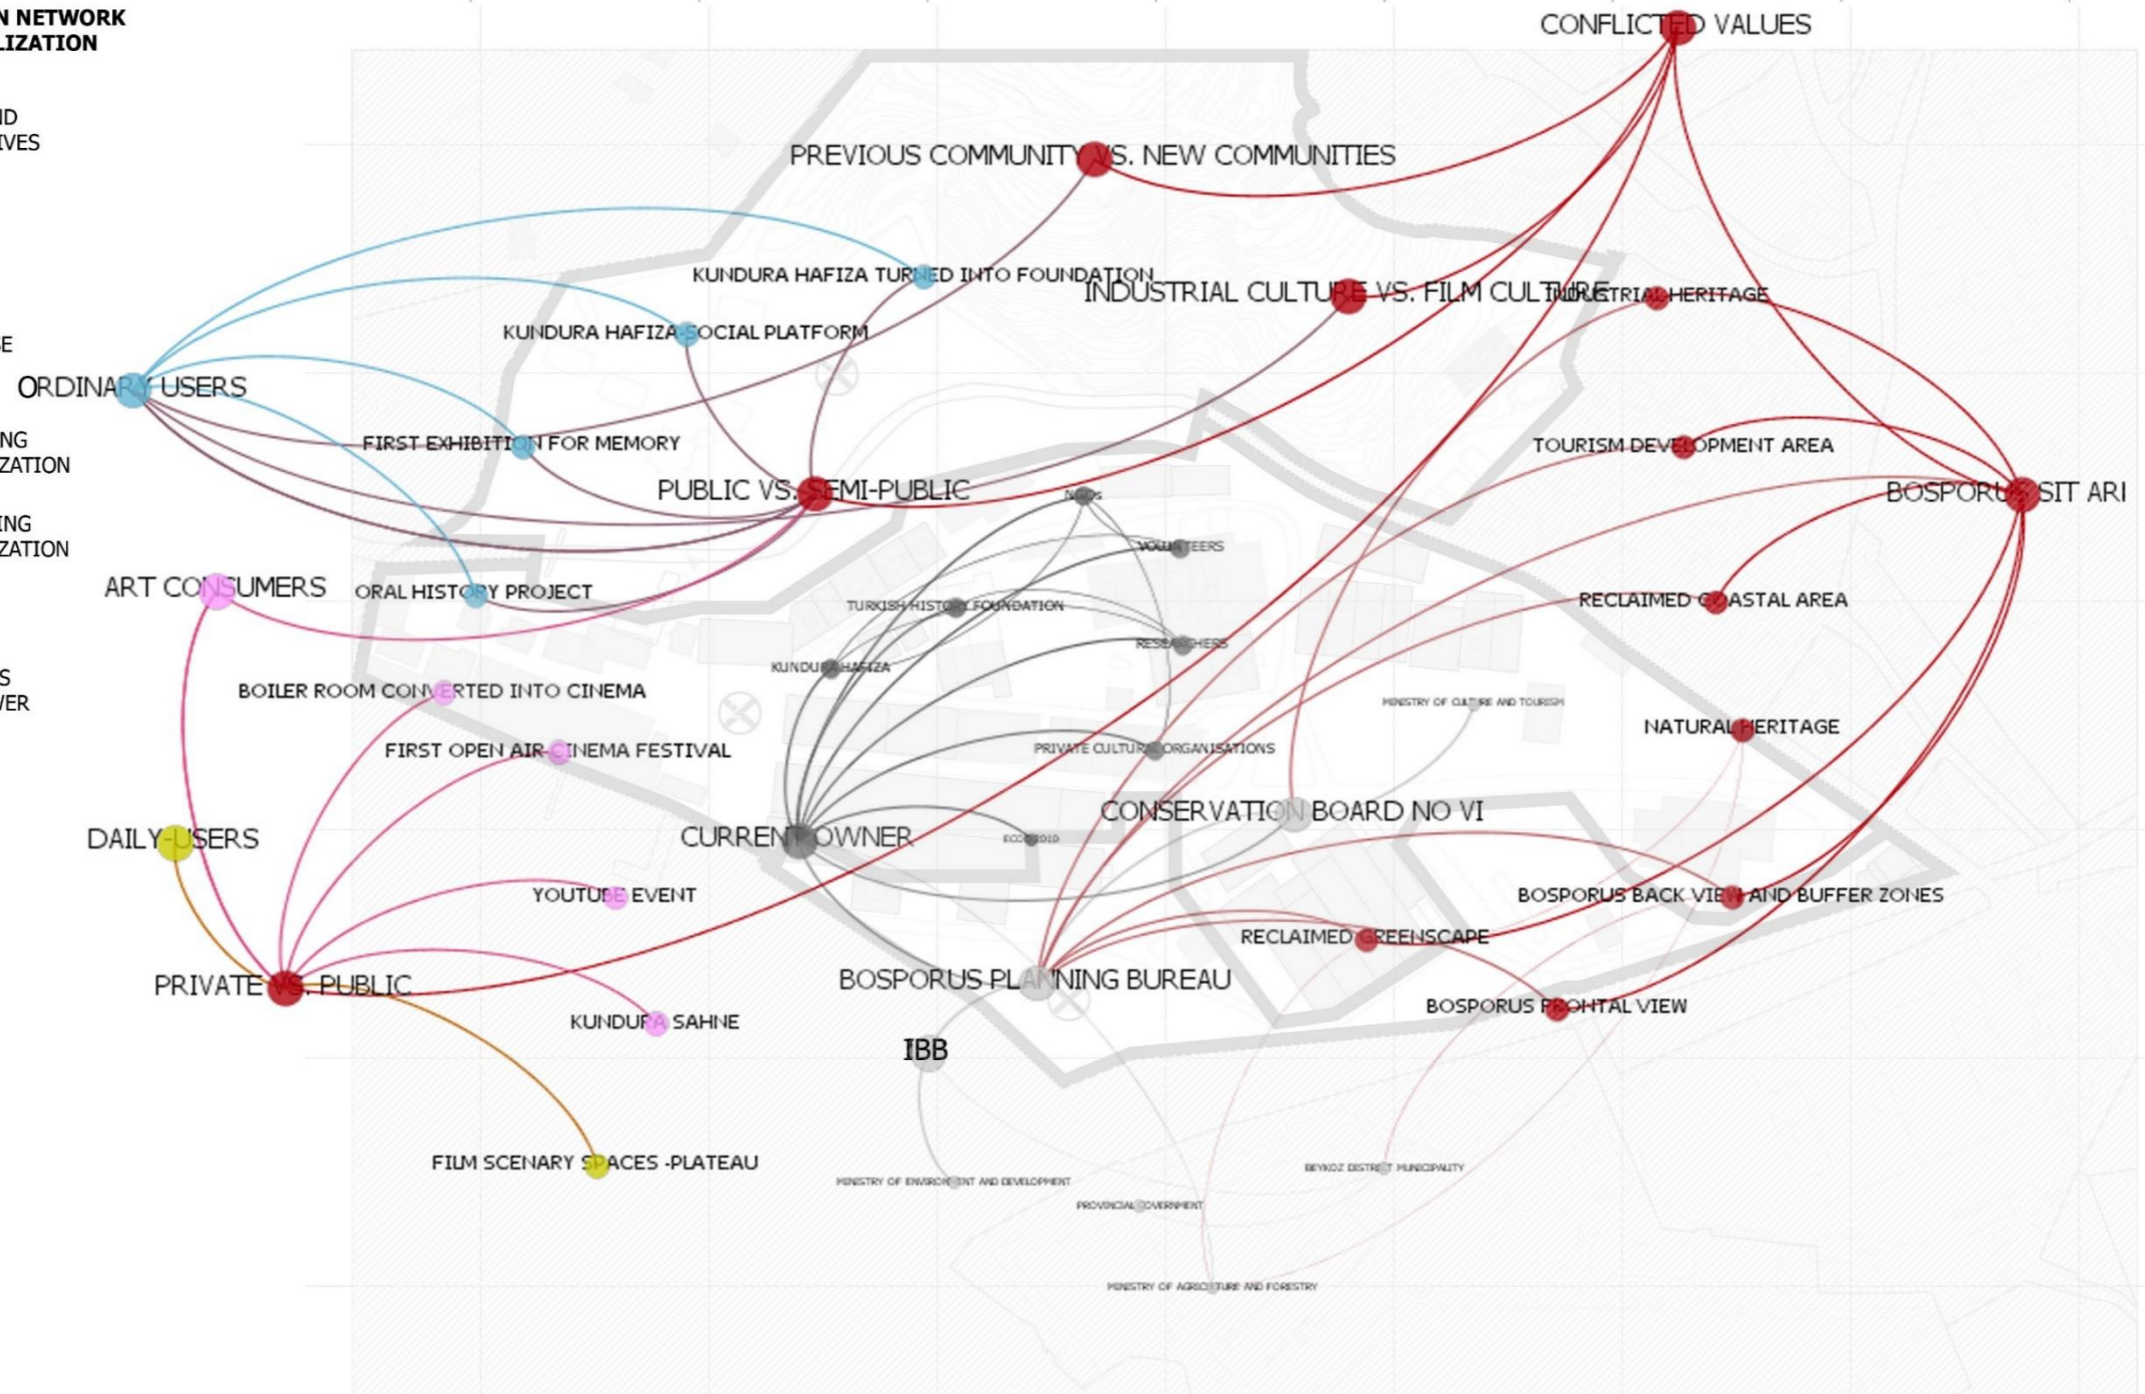 N NETWORK
LIZATION
ND
IVES
SE
NG
ZATION
ING
ZATION
S
VER
CONFLICTED VALUES
PREVIOUS COMMUNITY VS. NEW COMMUNITIES
KUNDURA HAFIZA TURNED INTO FOUNDATION
INDUSTRIAL CULTURE VS. FILM CULTURE
INDUSTRIAL HERITAGE
KUNDURA HAFIZA-SOCIAL PLATFORM
ORDINARY USERS
FIRST EXHIBITION FOR MEMORY
TOURISM DEVELOPMENT AREA
PUBLIC VS. SEMI-PUBLIC
NGOs
BOSPORUS SIT ARI
VOLUNTEERS
ART CONSUMERS
ORAL HISTORY PROJECT
TURKISH HISTORY FOUNDATION
RECLAIMED COASTAL AREA
RESEARCHERS
KUNDURA HAFIZA
BOILER ROOM CONVERTED INTO CINEMA
MINISTRY OF CULTURE AND TOURISM
NATURAL HERITAGE
FIRST OPEN AIR CINEMA FESTIVAL
PRIVATE CULTURAL ORGANISATIONS
CONSERVATION BOARD NO VI
DAILY-USERS
CURRENT OWNER
YOUTUBE EVENT
BOSPORUS BACK VIEW AND BUFFER ZONES
RECLAIMED GREENSCAPE
PRIVATE VS. PUBLIC
BOSPORUS PLANNING BUREAU
BOSPORUS FRONTAL VIEW
KUNDURA SAHNE
IBB
FILM SCENARY SPACES -PLATEAU
BEYKOZ DISTRICT MUNICIPALITY
MINISTRY OF ENVIRONMENT AND DEVELOPMENT
PROVINCIAL GOVERNMENT
MINISTRY OF AGRICULTURE AND FORESTRY